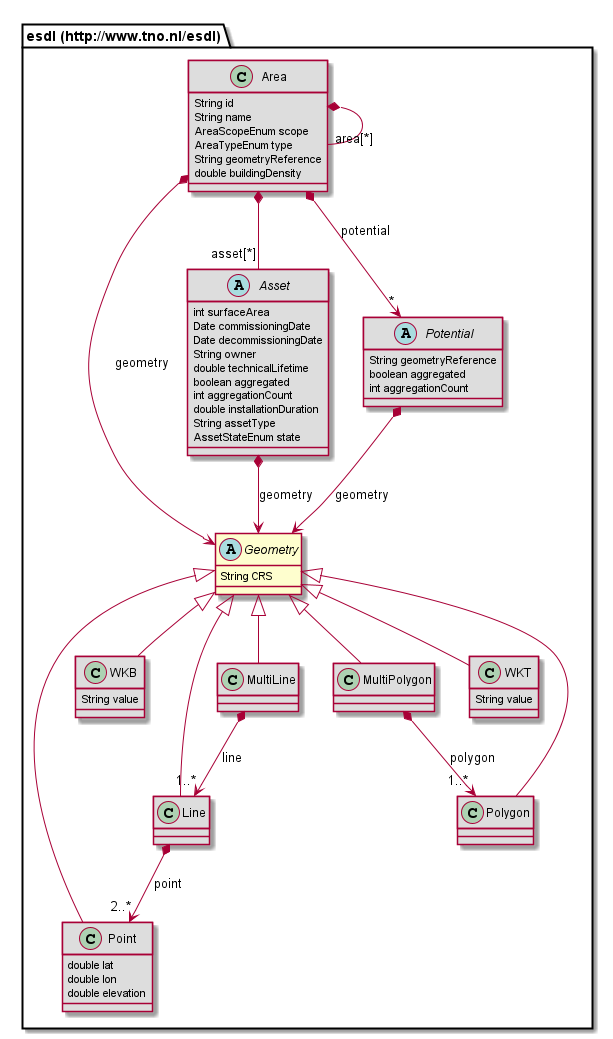 esdl (http://www.tno.nl/esdl)
C Area
String id
String name
AreaScopeEnum scope
AreaTypeEnum type
String geometryReference
double buildingDensity
area[*]
potential
asset[*]
*
A Asset
int surfaceArea
Date commissioningDate
Date decommissioningDate
String owner
double technicalLifetime
boolean aggregated
int aggregationCount
double installationDuration
String assetType
AssetStateEnum state
A Potential
String geometryReference
boolean aggregated
int aggregationCount
geometry
geometry
geometry
A Geometry
String CRS
C WKB
String value
C MultiLine
C MultiPolygon
C WKT
String value
line
1..*
polygon
1..*
C Line
C Polygon
point
2..*
C Point
double lat
double lon
double elevation